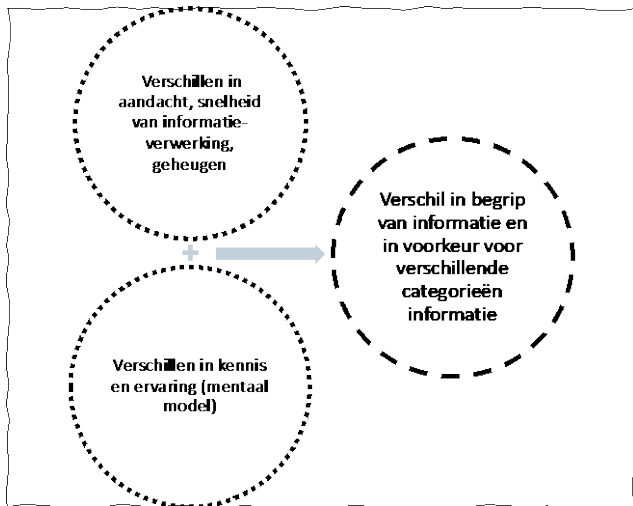 Verschillen in
aandacht, snelheid
van informatie-
verwerking,
geheugen
+
Verschillen in kennis
en ervaring (mentaal
model)
Verschil in begrip
van informatie en
in voorkeur voor
verschillende
categorieën
informatie